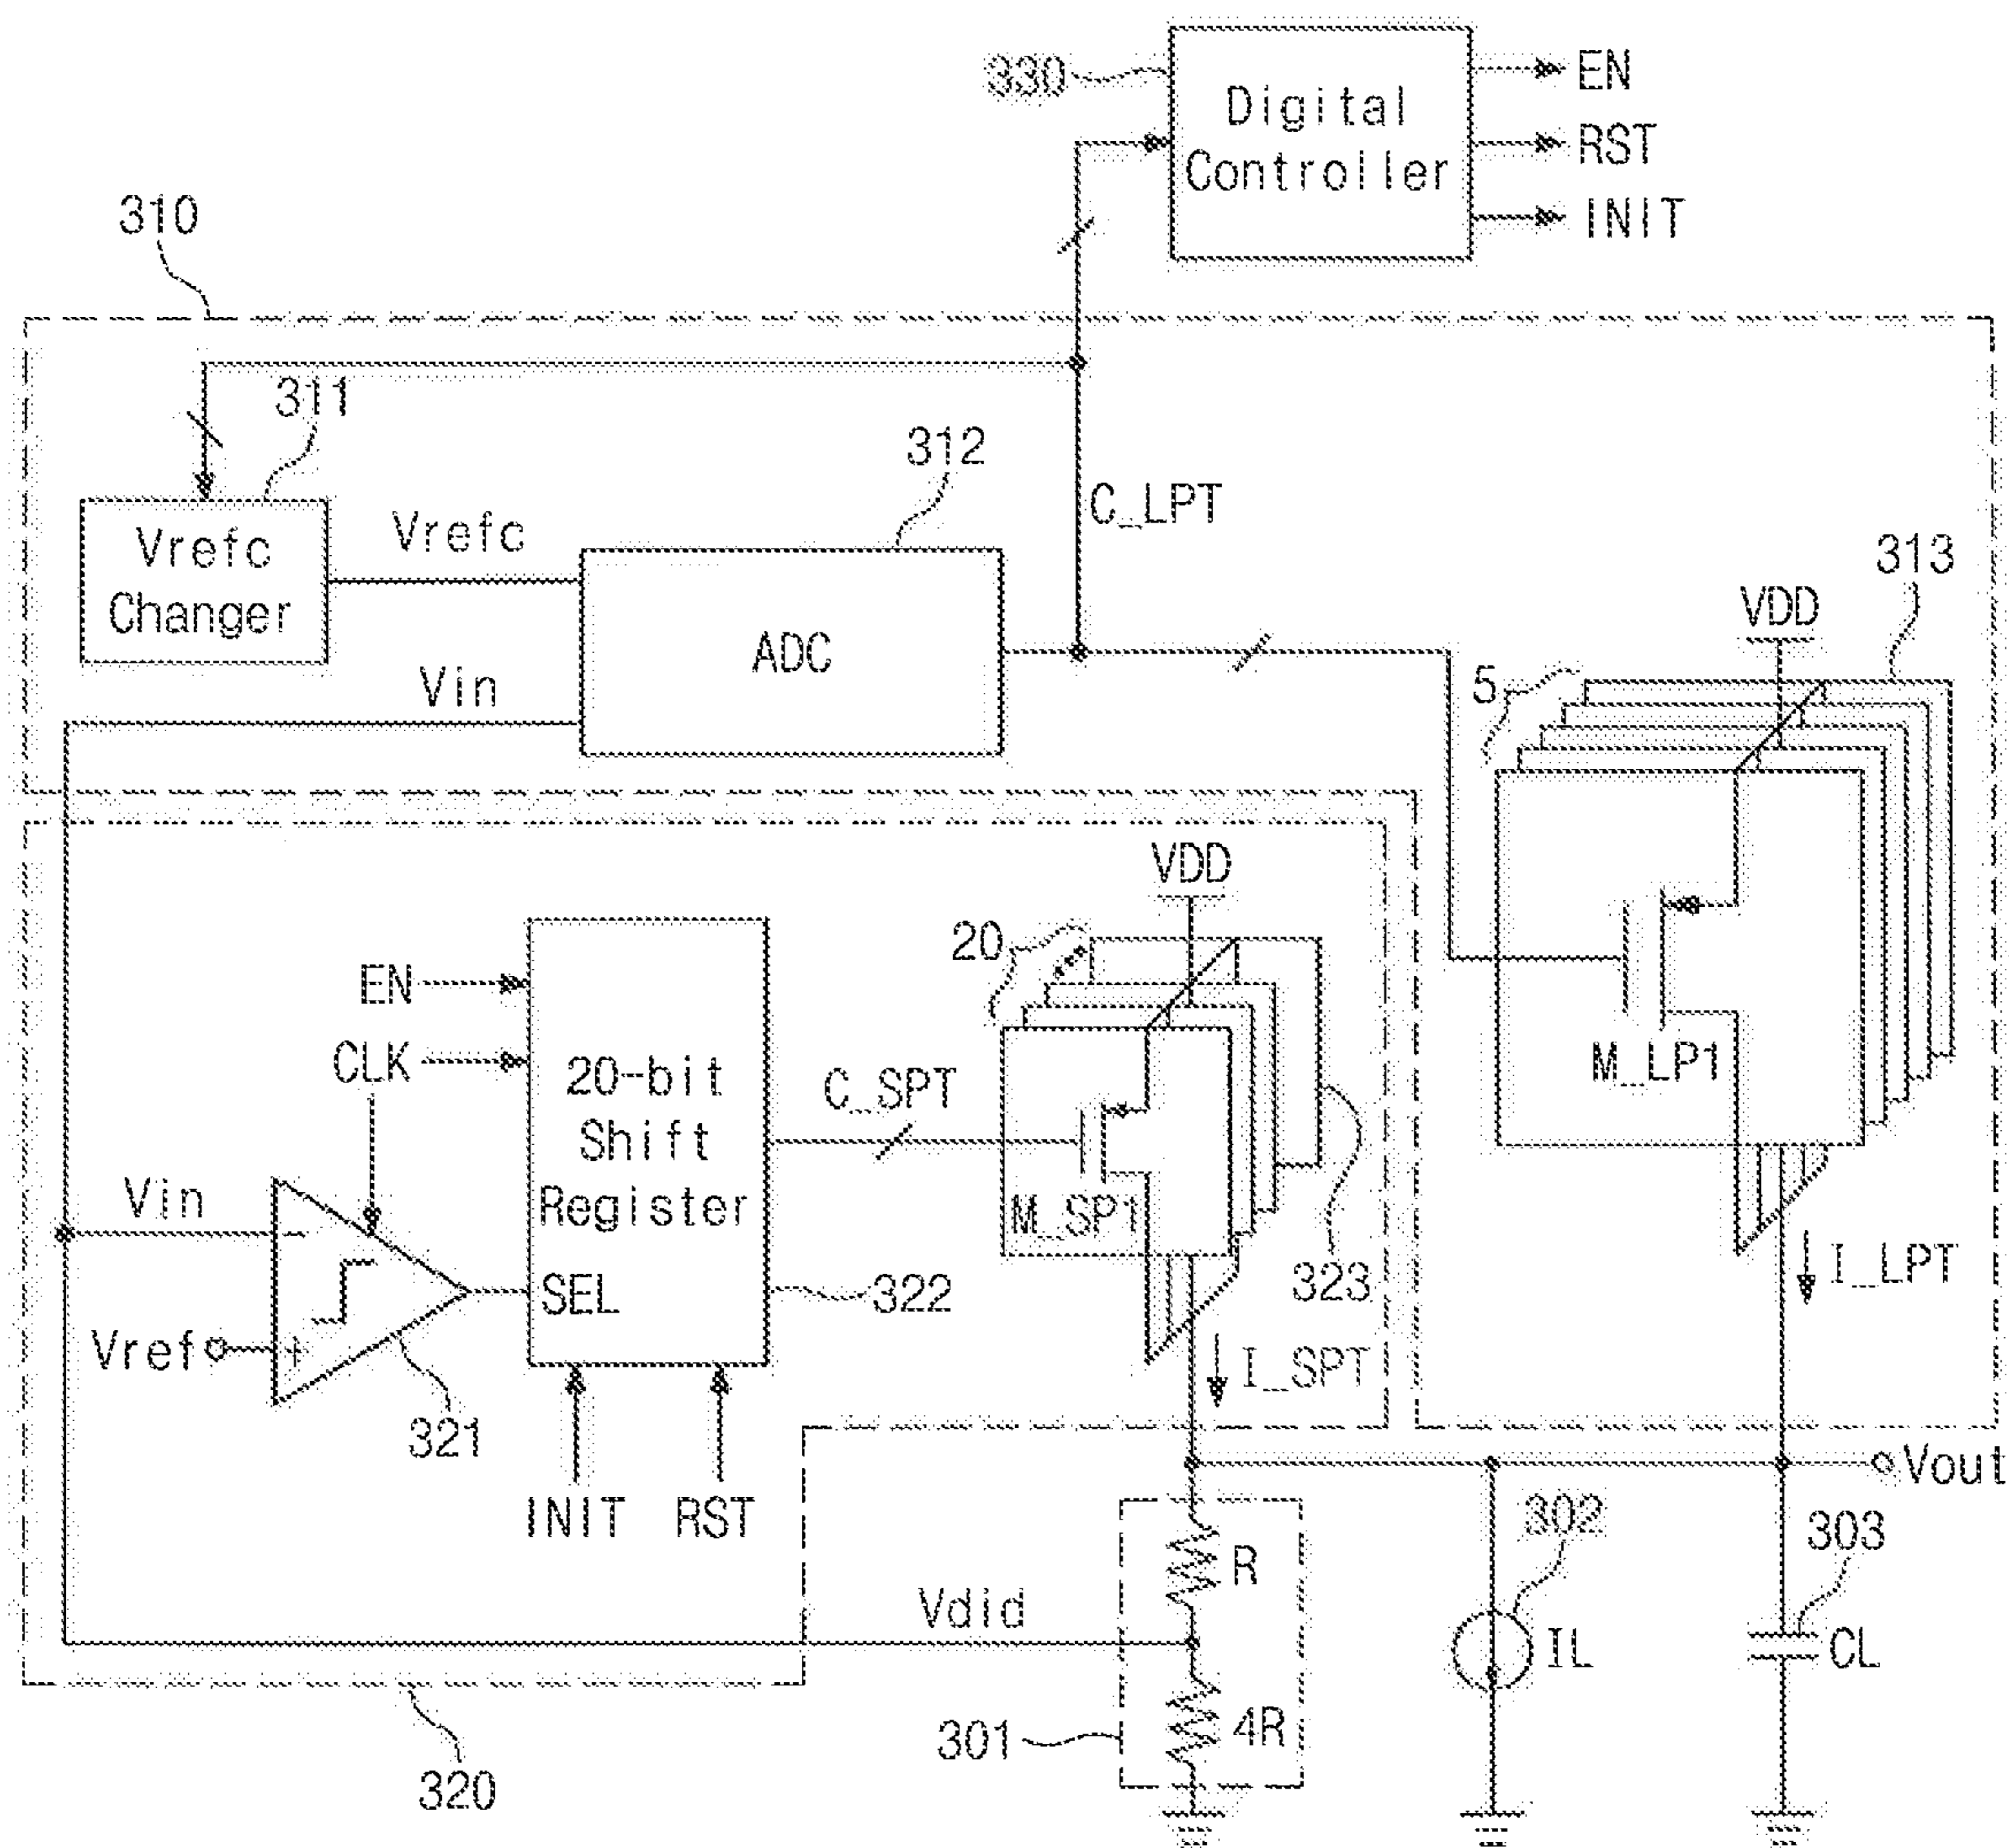 330
Digital
Controller
EN
RST
INIT
310
311
312
C_LPT
Vrefc
Changer
Vrefc
ADC
Vin
313
VDD
5
M_LP1
I_LPT
VDD
20
EN
CLK
20-bit
Shift
Register
SEL
C_SPT
M_SP1
323
322
Vin
Vref
-
+
321
INIT
RST
I_SPT
Vout
302
303
R
Vdid
IL
CL
4R
301
320